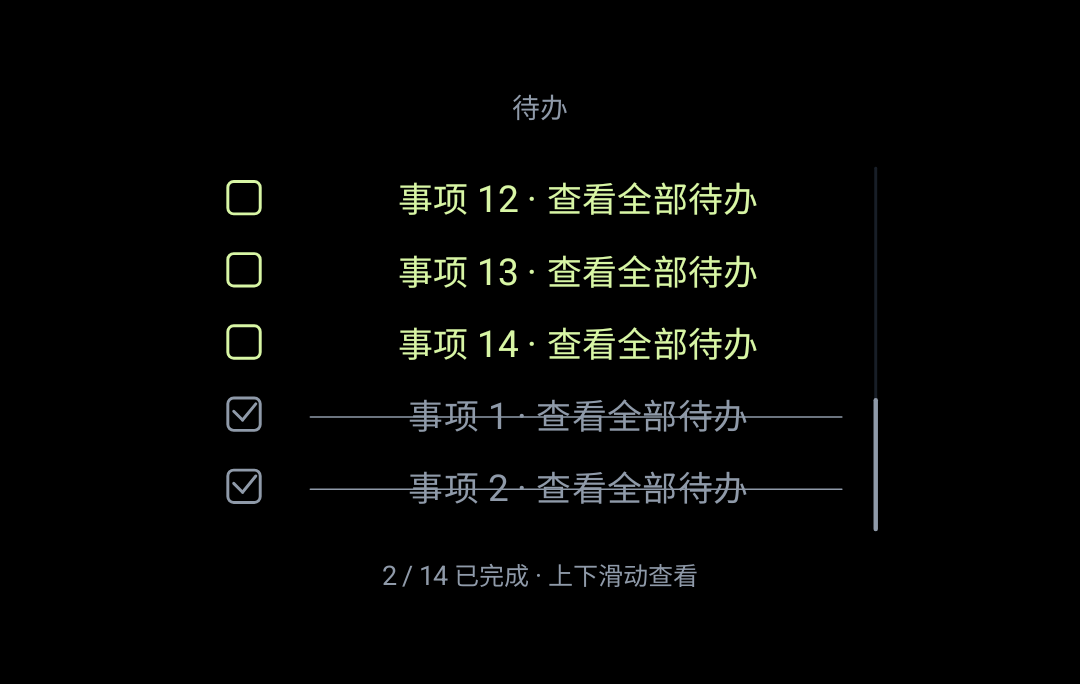 待办
事项 12 · 查看全部待办
事项 13 · 查看全部待办
事项 14 · 查看全部待办
事项 1 · 查看全部待办
事项 2 · 查看全部待办
2 / 14 已完成 · 上下滑动查看